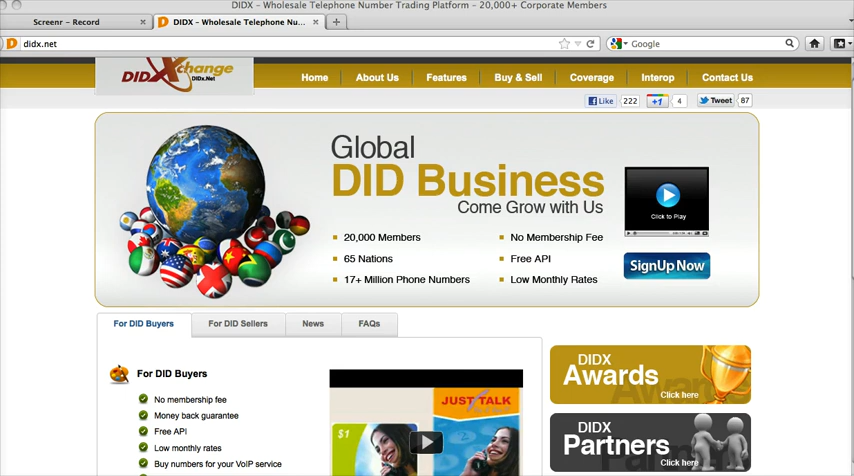 DIDX – Wholesale Telephone Number Trading Platform – 20,000+ Corporate Members
Screenr – Record
DIDX – Wholesale Telephone Nu...
didx.net
Google
DIDXchange
DIDx.Net
Home
About Us
Features
Buy & Sell
Coverage
Interop
Contact Us
Like 222
+1 4
Tweet 87
Global
DID Business
Come Grow with Us
20,000 Members
No Membership Fee
65 Nations
Free API
17+ Million Phone Numbers
Low Monthly Rates
Click to Play
SignUp Now
For DID Buyers
For DID Sellers
News
FAQs
For DID Buyers
No membership fee
Money back guarantee
Free API
Low monthly rates
Buy numbers for your VoIP service
JUST TALK
$1
DIDX
Awards
Click here
DIDX
Partners
Click here